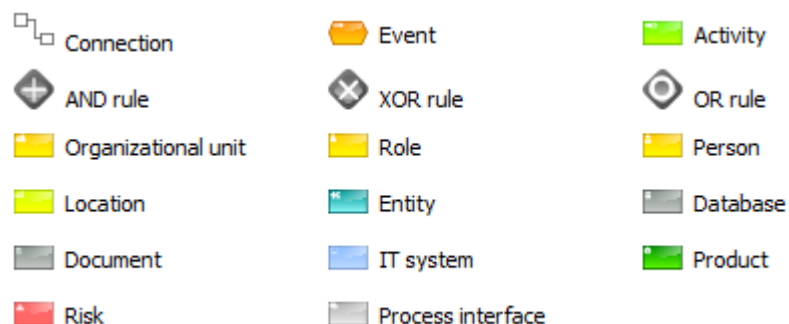 Connection Event Activity
AND rule XOR rule OR rule
Organizational unit Role Person
Location Entity Database
Document IT system Product
Risk Process interface